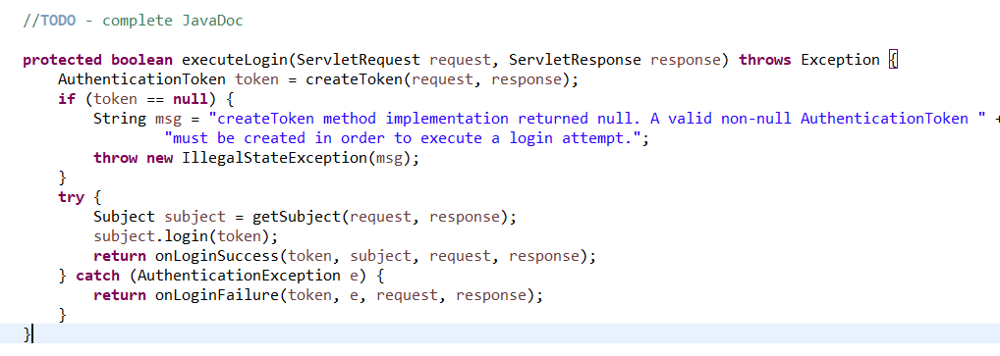 //TODO - complete JavaDoc
protected boolean executeLogin(ServletRequest request, ServletResponse response) throws Exception {
AuthenticationToken token = createToken(request, response);
if (token == null) {
String msg = "createToken method implementation returned null. A valid non-null AuthenticationToken " +
"must be created in order to execute a login attempt.";
throw new IllegalStateException(msg);
}
try {
Subject subject = getSubject(request, response);
subject.login(token);
return onLoginSuccess(token, subject, request, response);
} catch (AuthenticationException e) {
return onLoginFailure(token, e, request, response);
}
}